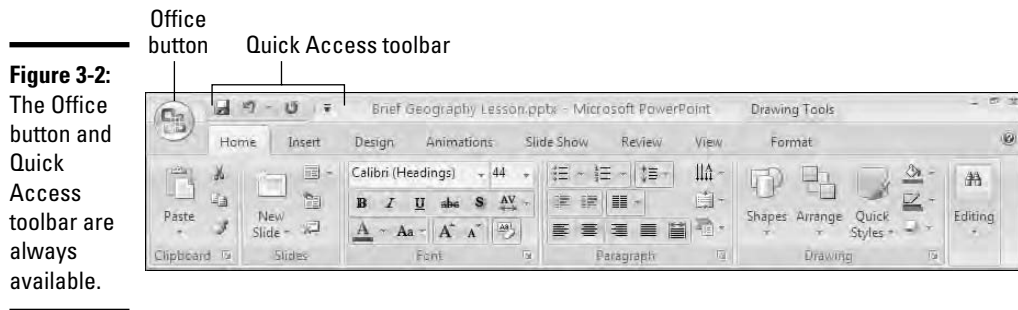 Office
button
Quick Access toolbar
Figure 3-2:
The Office
button and
Quick
Access
toolbar are
always
available.
Brief Geography Lesson.pptx - Microsoft PowerPoint Drawing Tools
Home Insert Design Animations Slide Show Review View Format
Calibri (Headings) 44
B I U abc S AV
A Aa A A
Paste
New
Slide
Shapes Arrange Quick
Styles
Editing
Clipboard Slides Font Paragraph Drawing